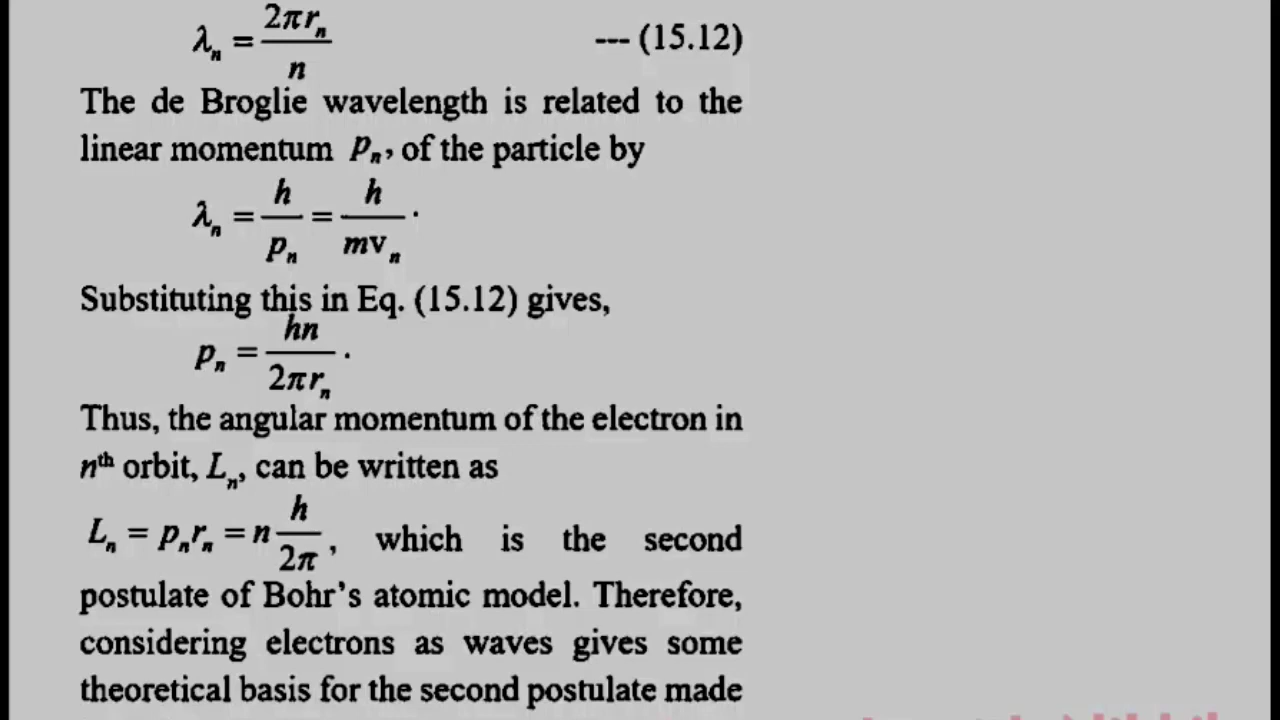 λₙ = 2πrₙ / n --- (15.12)
The de Broglie wavelength is related to the
linear momentum pₙ, of the particle by
λₙ = h / pₙ = h / mvₙ .
Substituting this in Eq. (15.12) gives,
pₙ = hn / 2πrₙ .
Thus, the angular momentum of the electron in
nᵗʰ orbit, Lₙ, can be written as
Lₙ = pₙrₙ = n h / 2π , which is the second
postulate of Bohr's atomic model. Therefore,
considering electrons as waves gives some
theoretical basis for the second postulate made